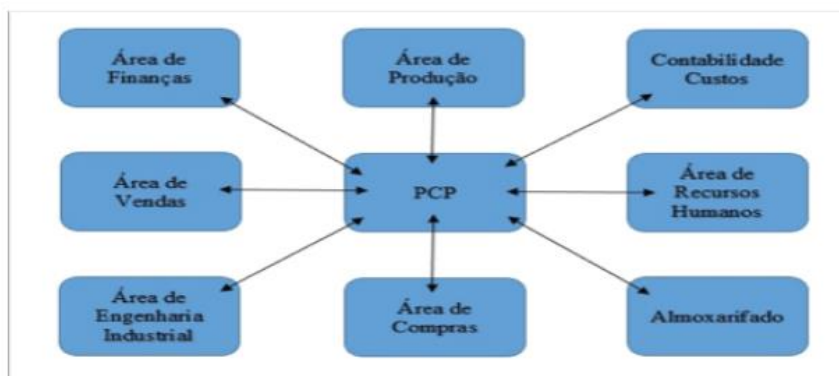 Área de
Finanças
Área de
Produção
Contabilidade
Custos
Área de
Vendas
PCP
Área de
Recursos
Humanos
Área de
Engenharia
Industrial
Área de
Compras
Almoxarifado